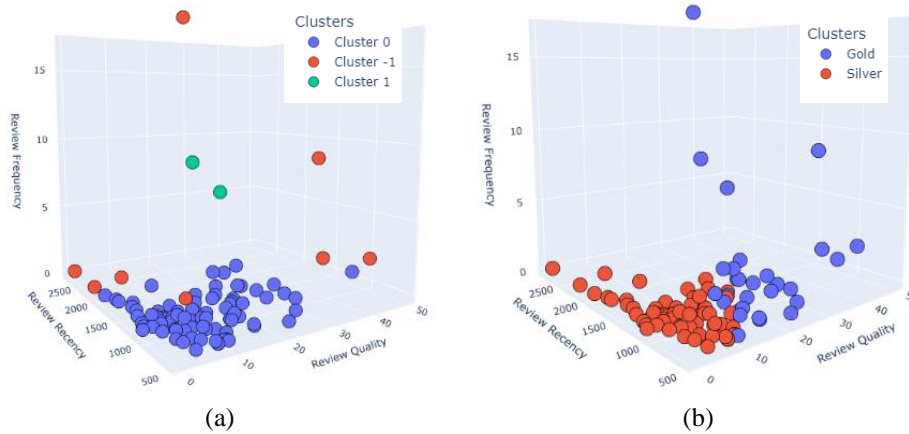 Clusters
Cluster 0
Cluster -1
Cluster 1
15
10
5
0
Review Frequency
2500
2000
1500
1000
500
Review Recency
0
10
20
30
40
50
Review Quality
(a)
Clusters
Gold
Silver
15
10
5
0
Review Frequency
2500
2000
1500
1000
500
Review Recency
0
10
20
30
40
50
Review Quality
(b)